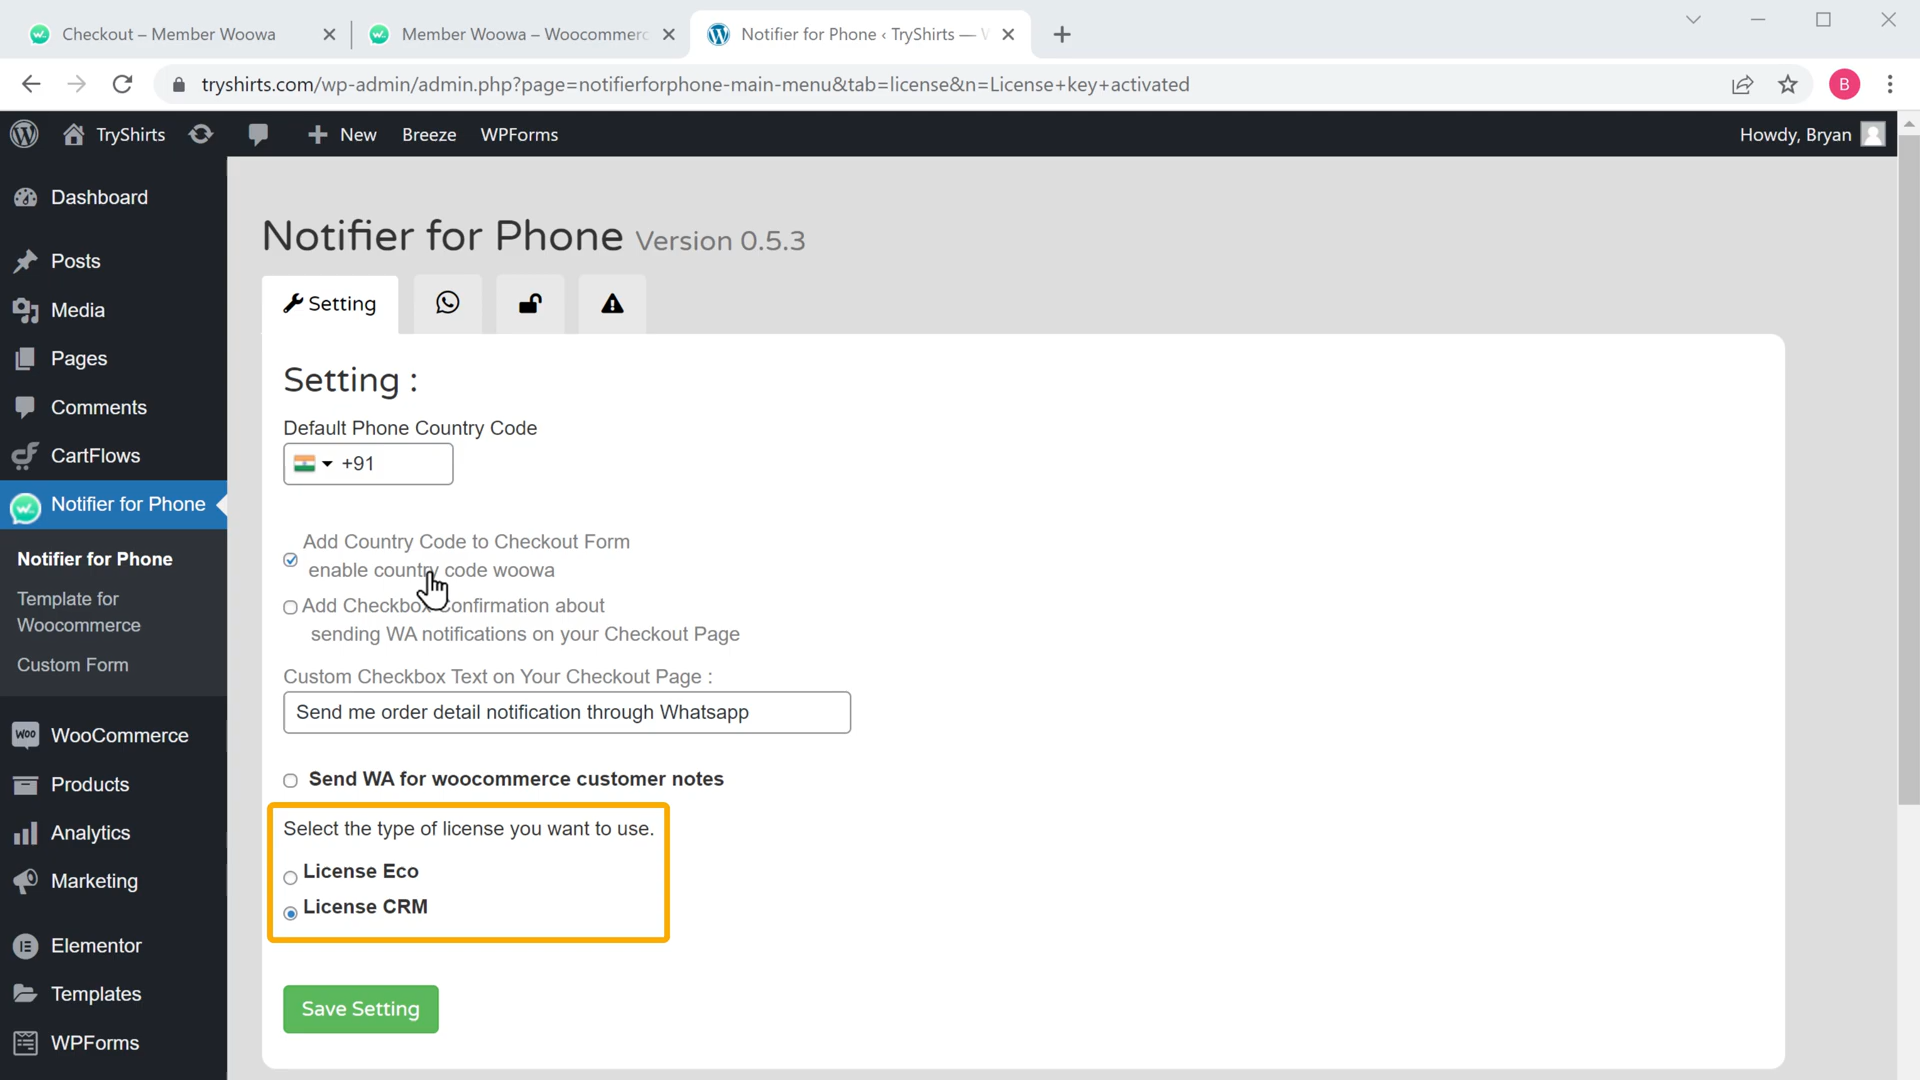 Checkout – Member Woowa
Member Woowa – Woocommerc
Notifier for Phone ‹ TryShirts —
tryshirts.com/wp-admin/admin.php?page=notifierforphone-main-menu&tab=license&n=License+key+activated
B
TryShirts
New
Breeze
WPForms
Howdy, Bryan
Dashboard
Posts
Media
Pages
Comments
CartFlows
Notifier for Phone
Notifier for Phone
Template for
Woocommerce
Custom Form
WooCommerce
Products
Analytics
Marketing
Elementor
Templates
WPForms
Notifier for Phone Version 0.5.3
Setting
Setting :
Default Phone Country Code
+91
Add Country Code to Checkout Form
enable country code woowa
Add Checkbox Confirmation about
sending WA notifications on your Checkout Page
Custom Checkbox Text on Your Checkout Page :
Send me order detail notification through Whatsapp
Send WA for woocommerce customer notes
Select the type of license you want to use.
License Eco
License CRM
Save Setting